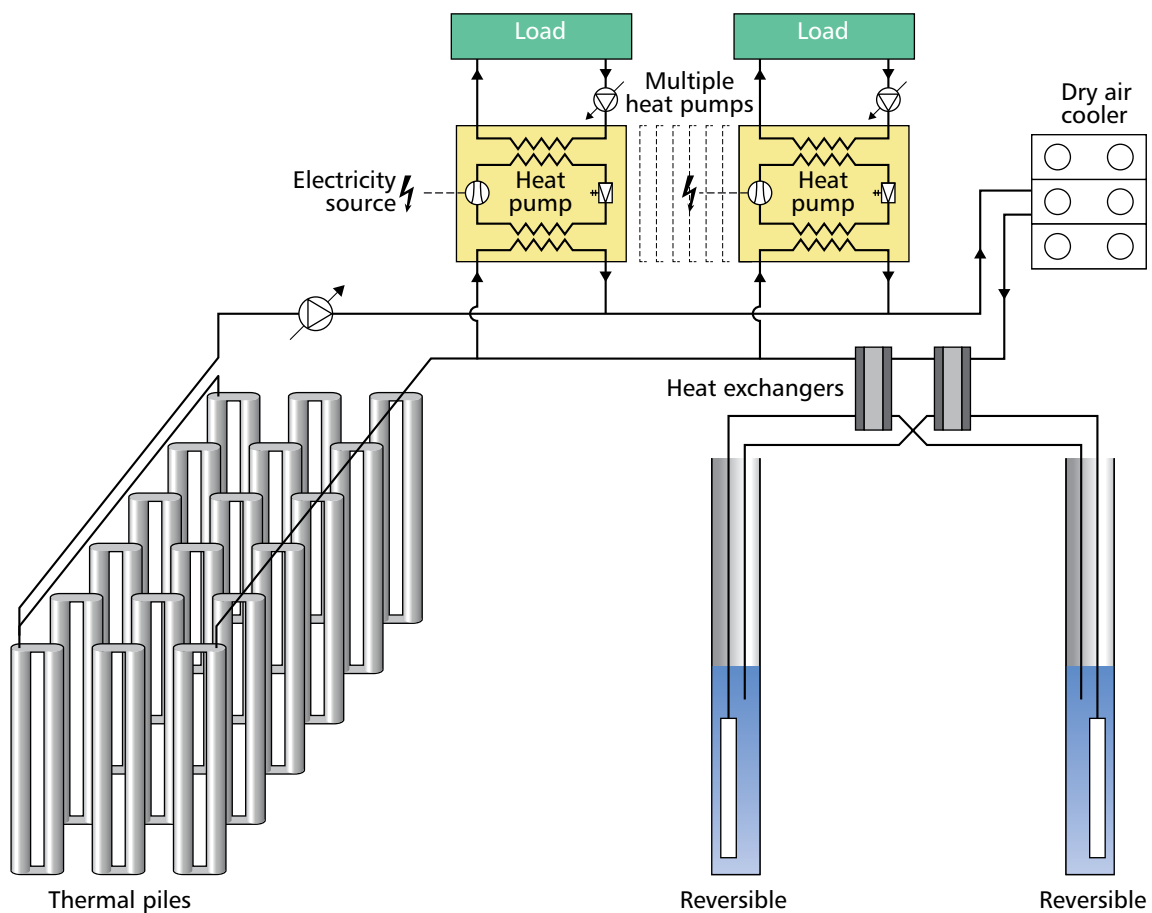 Load
Load
Multiple
heat pumps
Dry air
cooler
Electricity
source
Heat
pump
Heat
pump
Heat exchangers
Thermal piles
Reversible
Reversible